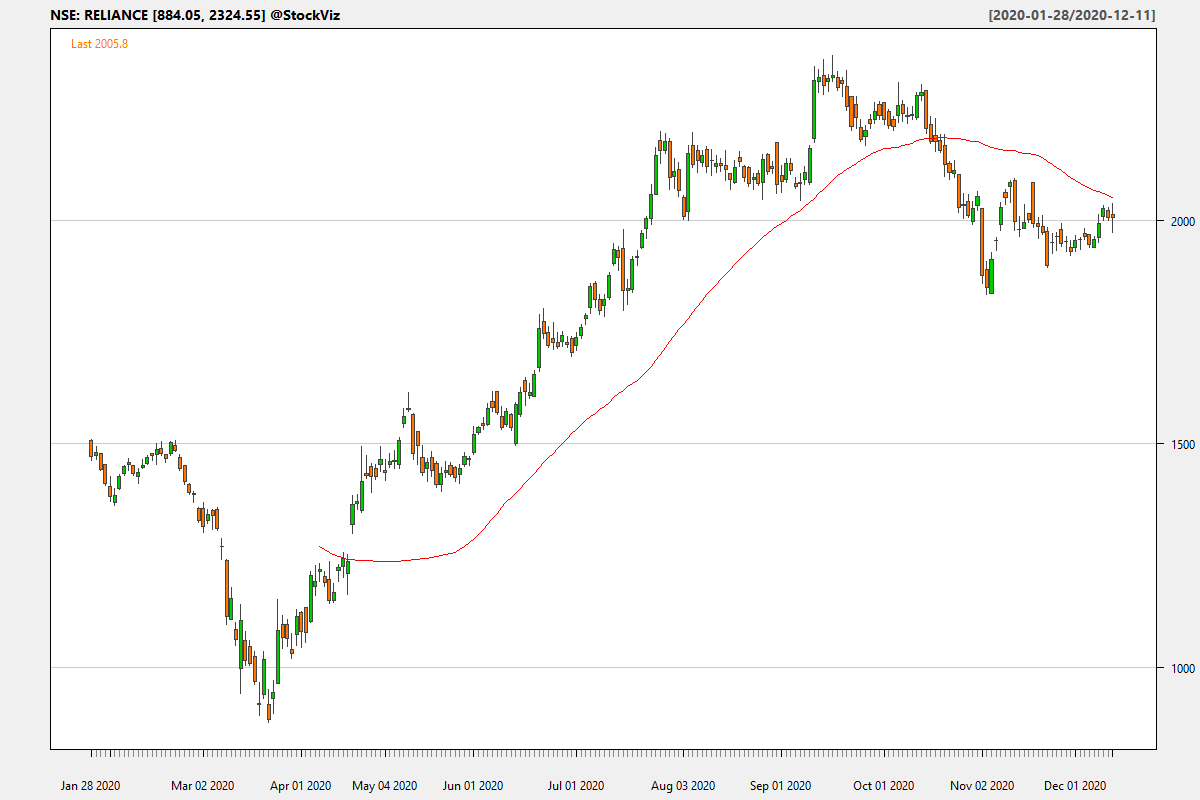 NSE: RELIANCE [884.05, 2324.55] @StockViz
[2020-01-28/2020-12-11]
Last 2005.8
2000
1500
1000
Jan 28 2020
Mar 02 2020
Apr 01 2020
May 04 2020
Jun 01 2020
Jul 01 2020
Aug 03 2020
Sep 01 2020
Oct 01 2020
Nov 02 2020
Dec 01 2020